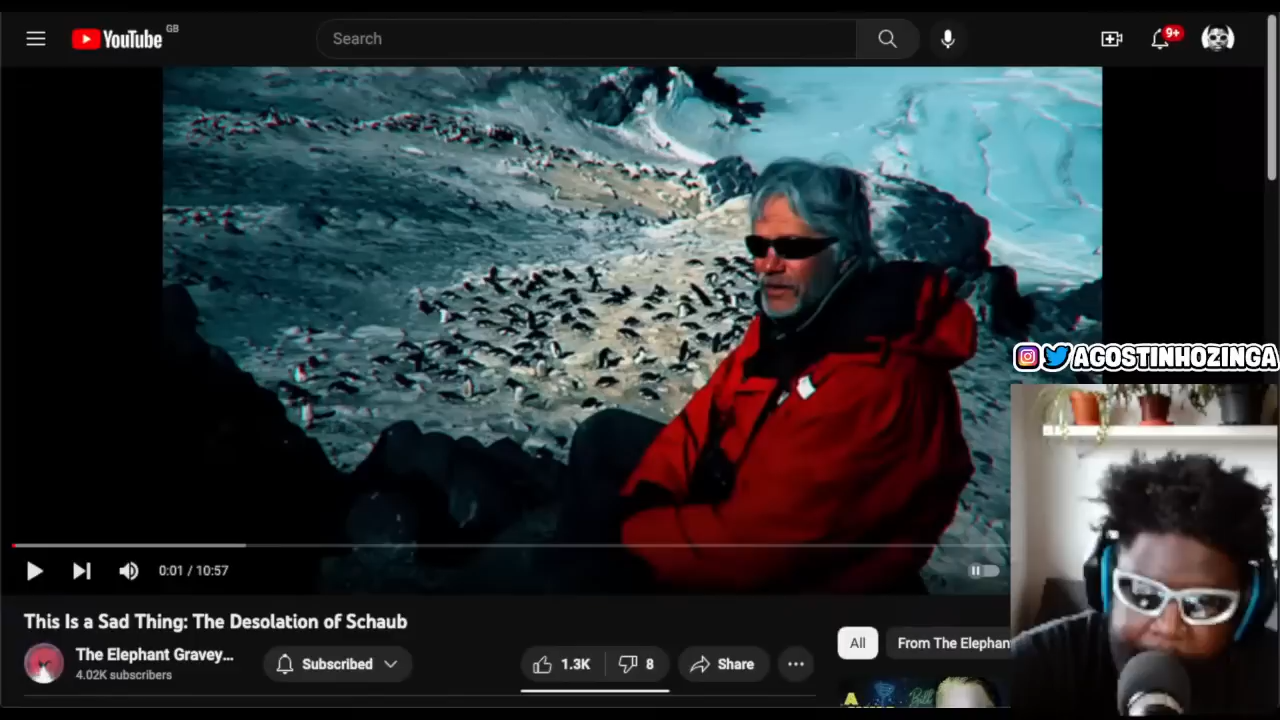 YouTube GB
Search
9+
AGOSTINHOZINGA
0:01 / 10:57
This Is a Sad Thing: The Desolation of Schaub
The Elephant Gravey...
4.02K subscribers
Subscribed
1.3K
8
Share
All
From The Elephan
Bill